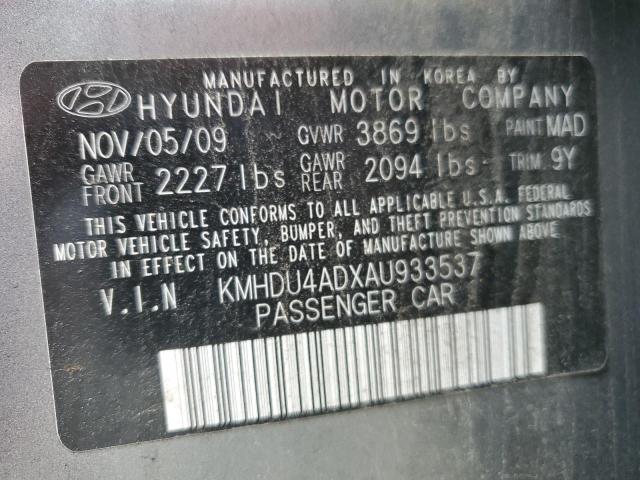 MANUFACTURED IN KOREA BY
HYUNDAI MOTOR COMPANY
NOV/05/09 GVWR 3869 lbs PAINT MAD
GAWR FRONT 2227 lbs GAWR REAR 2094 lbs TRIM 9Y
THIS VEHICLE CONFORMS TO ALL APPLICABLE U.S.A. FEDERAL
MOTOR VEHICLE SAFETY, BUMPER, AND THEFT PREVENTION STANDARDS
IN EFFECT ON THE DATE OF MANUFACTURE SHOWN ABOVE.
V.I.N KMHDU4ADXAU933537
PASSENGER CAR